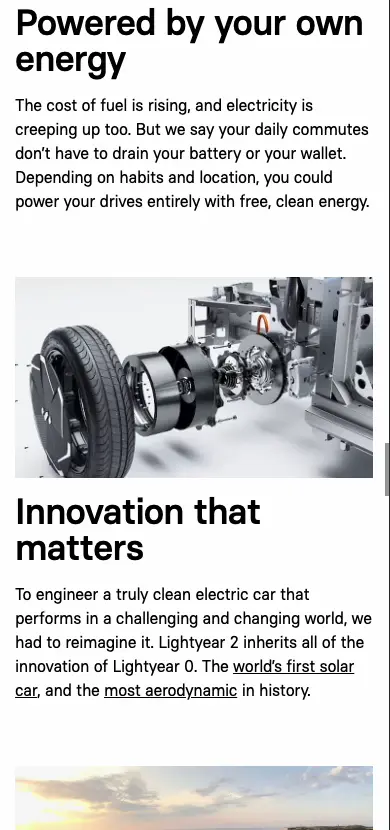 Powered by your own
energy
The cost of fuel is rising, and electricity is
creeping up too. But we say your daily commutes
don't have to drain your battery or your wallet.
Depending on habits and location, you could
power your drives entirely with free, clean energy.
Innovation that
matters
To engineer a truly clean electric car that
performs in a challenging and changing world, we
had to reimagine it. Lightyear 2 inherits all of the
innovation of Lightyear 0. The world's first solar
car, and the most aerodynamic in history.